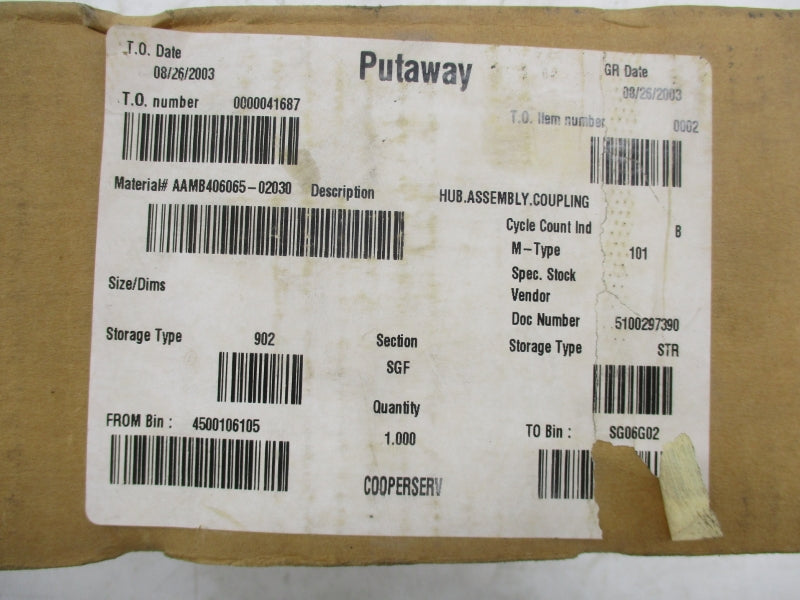 Putaway
T.O. Date
08/26/2003
GR Date
08/26/2003
T.O. number 0000041687
T.O. Item number 0002
Material# AAMB406065-02030 Description HUB.ASSEMBLY.COUPLING
Cycle Count Ind B
M-Type 101
Spec. Stock
Size/Dims
Vendor
Doc Number 5100297390
Storage Type 902
Section
SGF
Storage Type STR
Quantity
1.000
FROM Bin : 4500106105
TO Bin : SG06G02
COOPERSERV